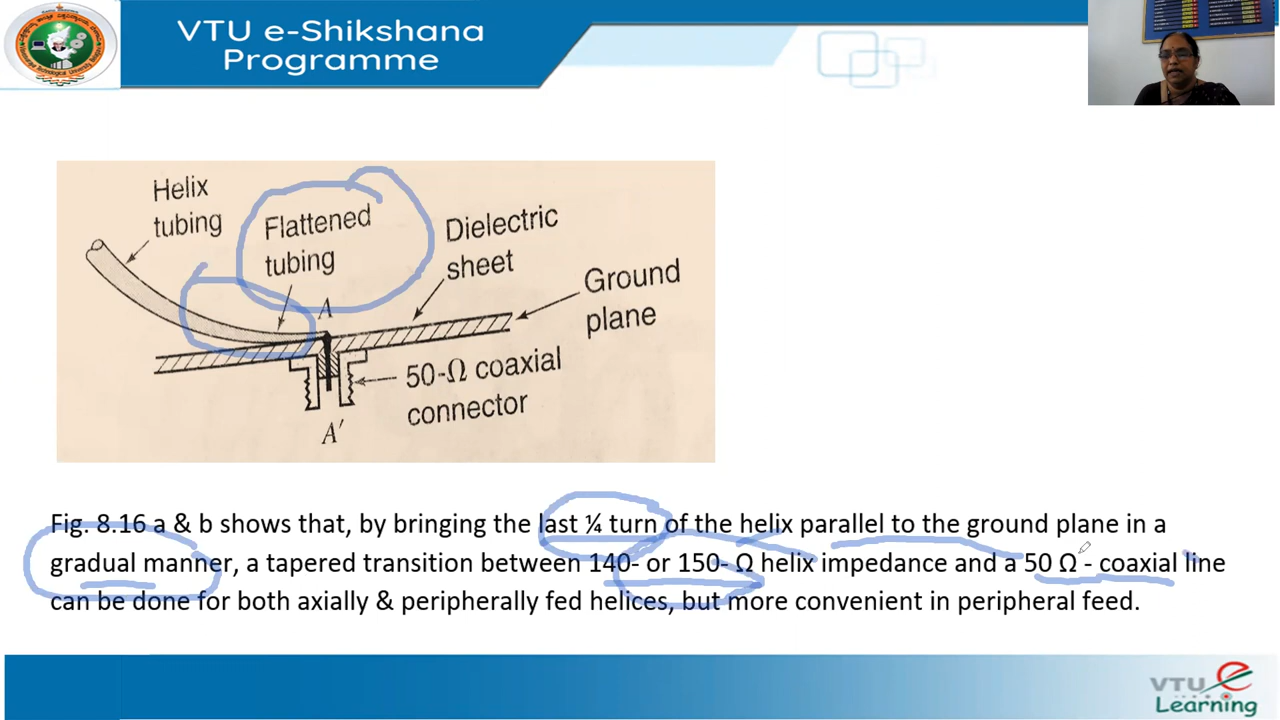 VTU e-Shikshana
Programme
Helix
tubing
Flattened
tubing
Dielectric
sheet
Ground
plane
A
50-Ω coaxial
connector
A′
Fig. 8.16 a & b shows that, by bringing the last ¼ turn of the helix parallel to the ground plane in a
gradual manner, a tapered transition between 140- or 150- Ω helix impedance and a 50 Ω - coaxial line
can be done for both axially & peripherally fed helices, but more convenient in peripheral feed.
VTU e
Learning